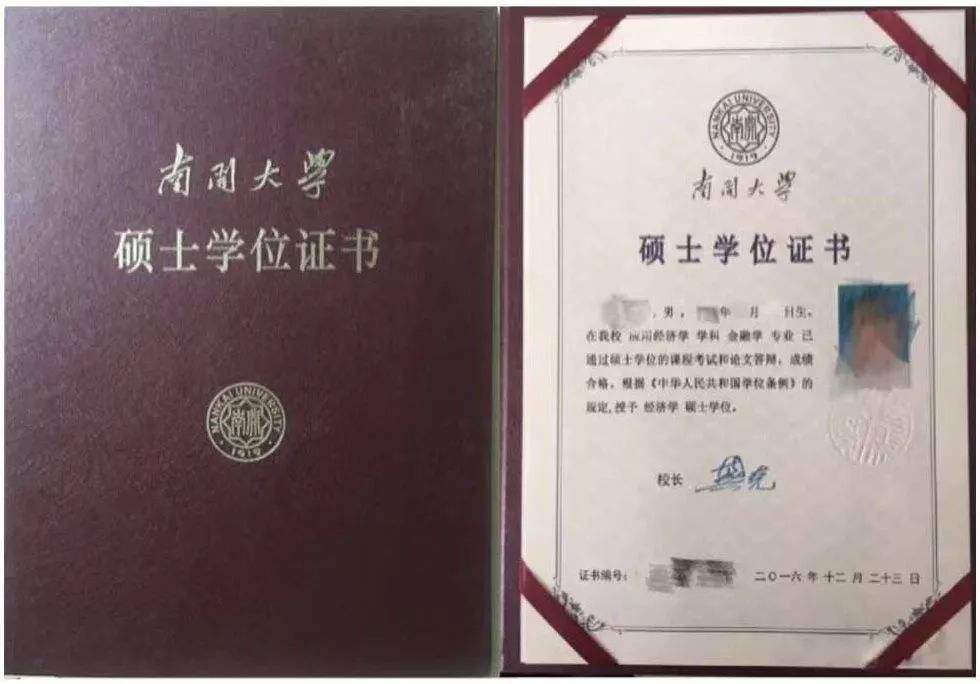 南開大學
硕士学位证书
NANKAI UNIVERSITY
南开
1919
NANKAI UNIVERSITY
南开
1919
南開大學
硕士学位证书
，男， 年 月 日生。
在我校 应用经济学 学科 金融学 专业 已
通过硕士学位的课程考试和论文答辩，成绩
合格。根据《中华人民共和国学位条例》的
规定,授予 经济学 硕士学位。
校长
证书编号： 二〇一六年十二月二十三日